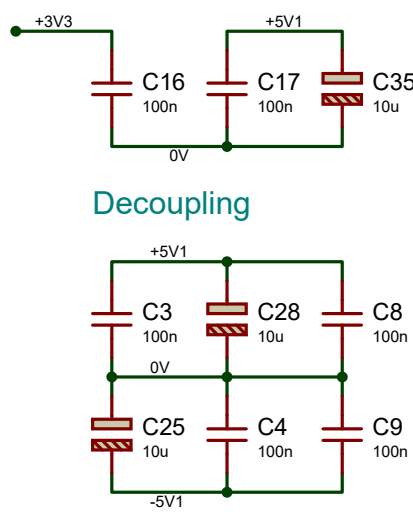 +3V3
+5V1
C16
100n
C17
100n
C35
10u
0V
Decoupling
+5V1
C3
100n
C28
10u
C8
100n
0V
C25
10u
C4
100n
C9
100n
-5V1